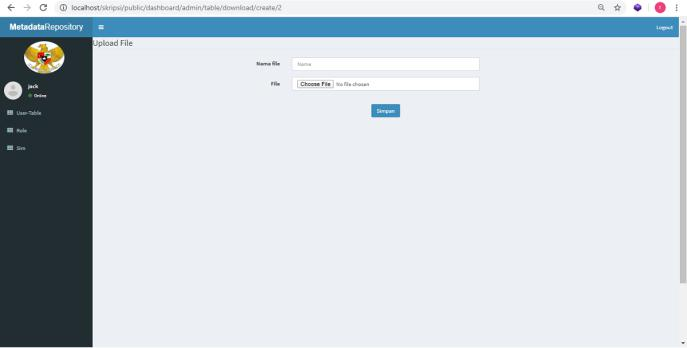 localhost/skripsi/public/dashboard/admin/table/download/create/2
MetadataRepository
Logout
Upload File
jack
Online
User-Table
Role
Sim
Nama file
Name
File
Choose File No file chosen
Simpan